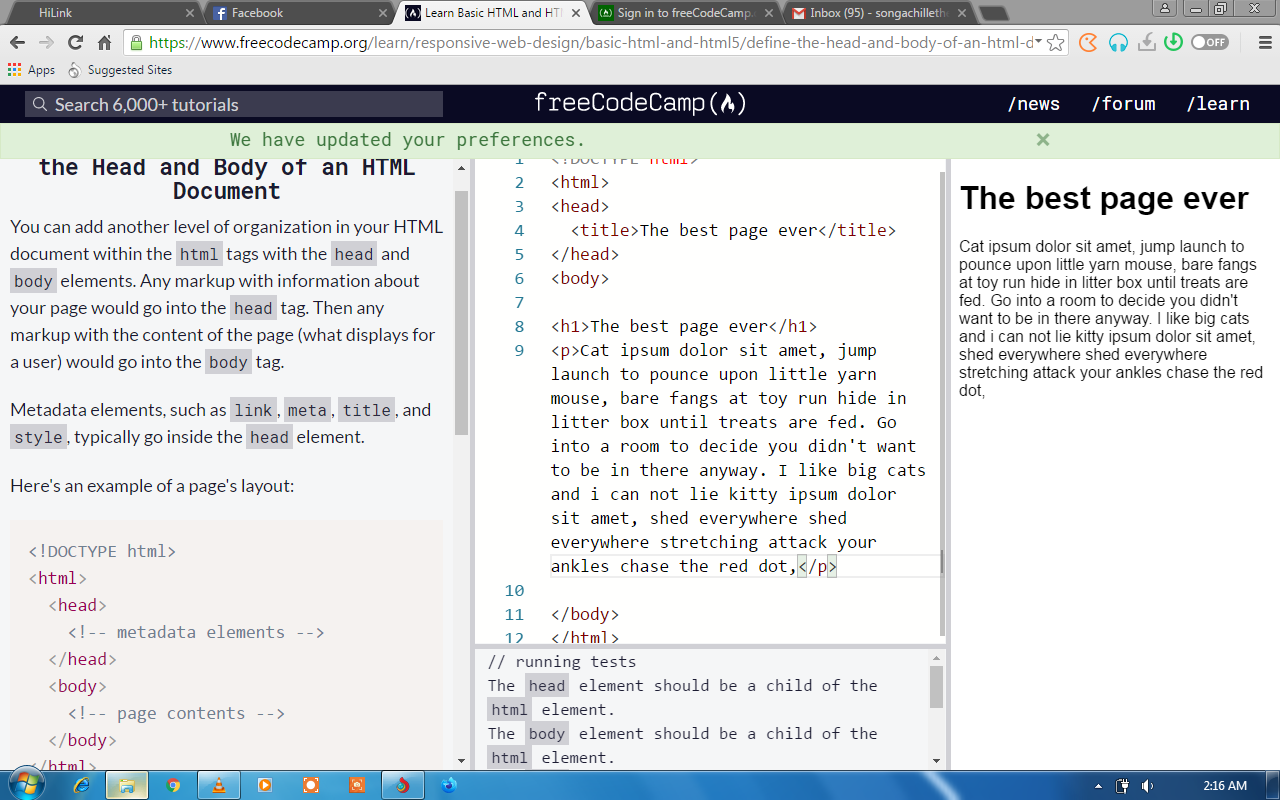 HiLink
Facebook
Learn Basic HTML and HT
Sign in to freeCodeCamp.
Inbox (95) - songachilleth
https://www.freecodecamp.org/learn/responsive-web-design/basic-html-and-html5/define-the-head-and-body-of-an-html-d
OFF
Apps
Suggested Sites
Search 6,000+ tutorials
freeCodeCamp
/news
/forum
/learn
We have updated your preferences.
the Head and Body of an HTML
Document
You can add another level of organization in your HTML
document within the html tags with the head and
body elements. Any markup with information about
your page would go into the head tag. Then any
markup with the content of the page (what displays for
a user) would go into the body tag.
Metadata elements, such as link, meta, title, and
style, typically go inside the head element.
Here's an example of a page's layout:
<!DOCTYPE html>
<html>
<head>
<!-- metadata elements -->
</head>
<body>
<!-- page contents -->
</body>
</html>
1 <!DOCTYPE html>
2 <html>
3 <head>
4 <title>The best page ever</title>
5 </head>
6 <body>
7
8 <h1>The best page ever</h1>
9 <p>Cat ipsum dolor sit amet, jump
launch to pounce upon little yarn
mouse, bare fangs at toy run hide in
litter box until treats are fed. Go
into a room to decide you didn't want
to be in there anyway. I like big cats
and i can not lie kitty ipsum dolor
sit amet, shed everywhere shed
everywhere stretching attack your
ankles chase the red dot,</p>
10
11 </body>
12 </html>
// running tests
The head element should be a child of the
html element.
The body element should be a child of the
html element.
The best page ever
Cat ipsum dolor sit amet, jump launch to
pounce upon little yarn mouse, bare fangs
at toy run hide in litter box until treats are
fed. Go into a room to decide you didn't
want to be in there anyway. I like big cats
and i can not lie kitty ipsum dolor sit amet,
shed everywhere shed everywhere
stretching attack your ankles chase the red
dot,
2:16 AM